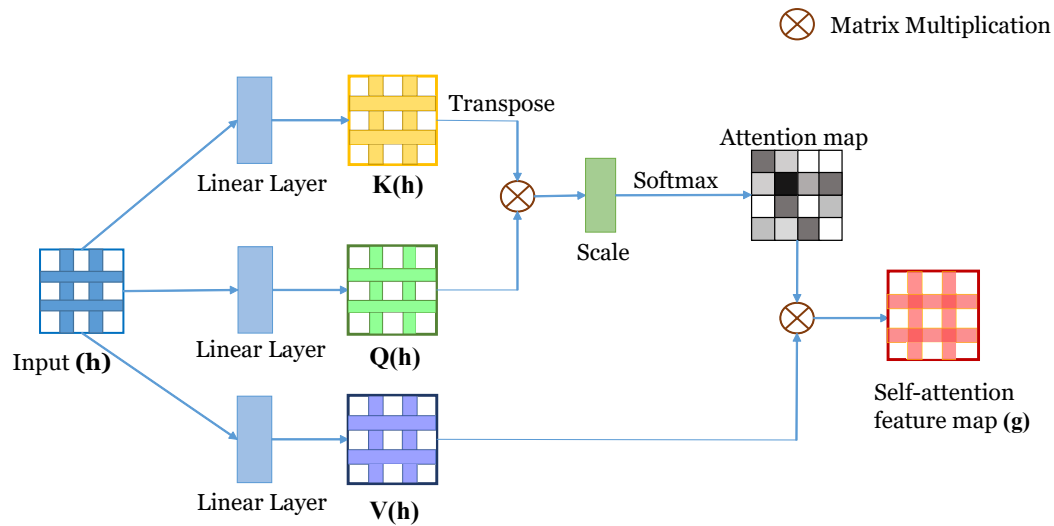 Matrix Multiplication
Transpose
Attention map
Linear Layer
K(h)
Softmax
Scale
Input (h)
Linear Layer
Q(h)
Self-attention
feature map (g)
Linear Layer
V(h)